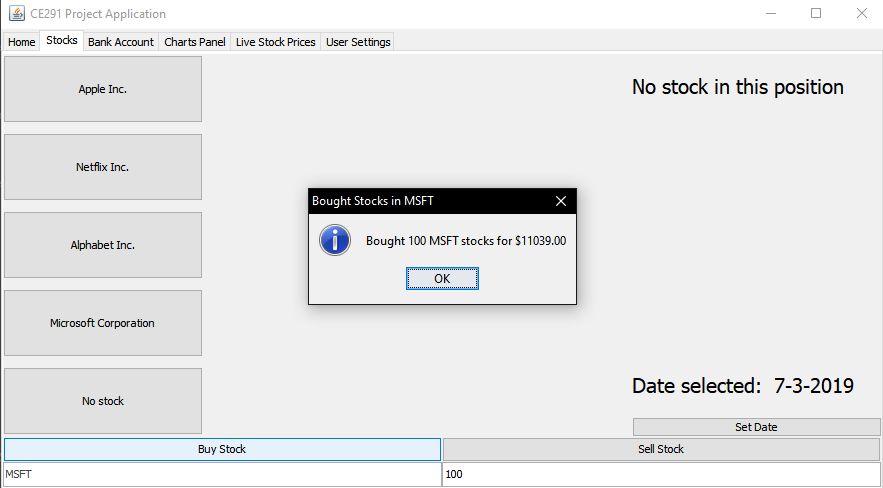 CE291 Project Application
Home Stocks Bank Account Charts Panel Live Stock Prices User Settings
Apple Inc.
No stock in this position
Netflix Inc.
Bought Stocks in MSFT
Bought 100 MSFT stocks for $11039.00
OK
Alphabet Inc.
Microsoft Corporation
No stock
Date selected: 7-3-2019
Set Date
Buy Stock Sell Stock
MSFT 100